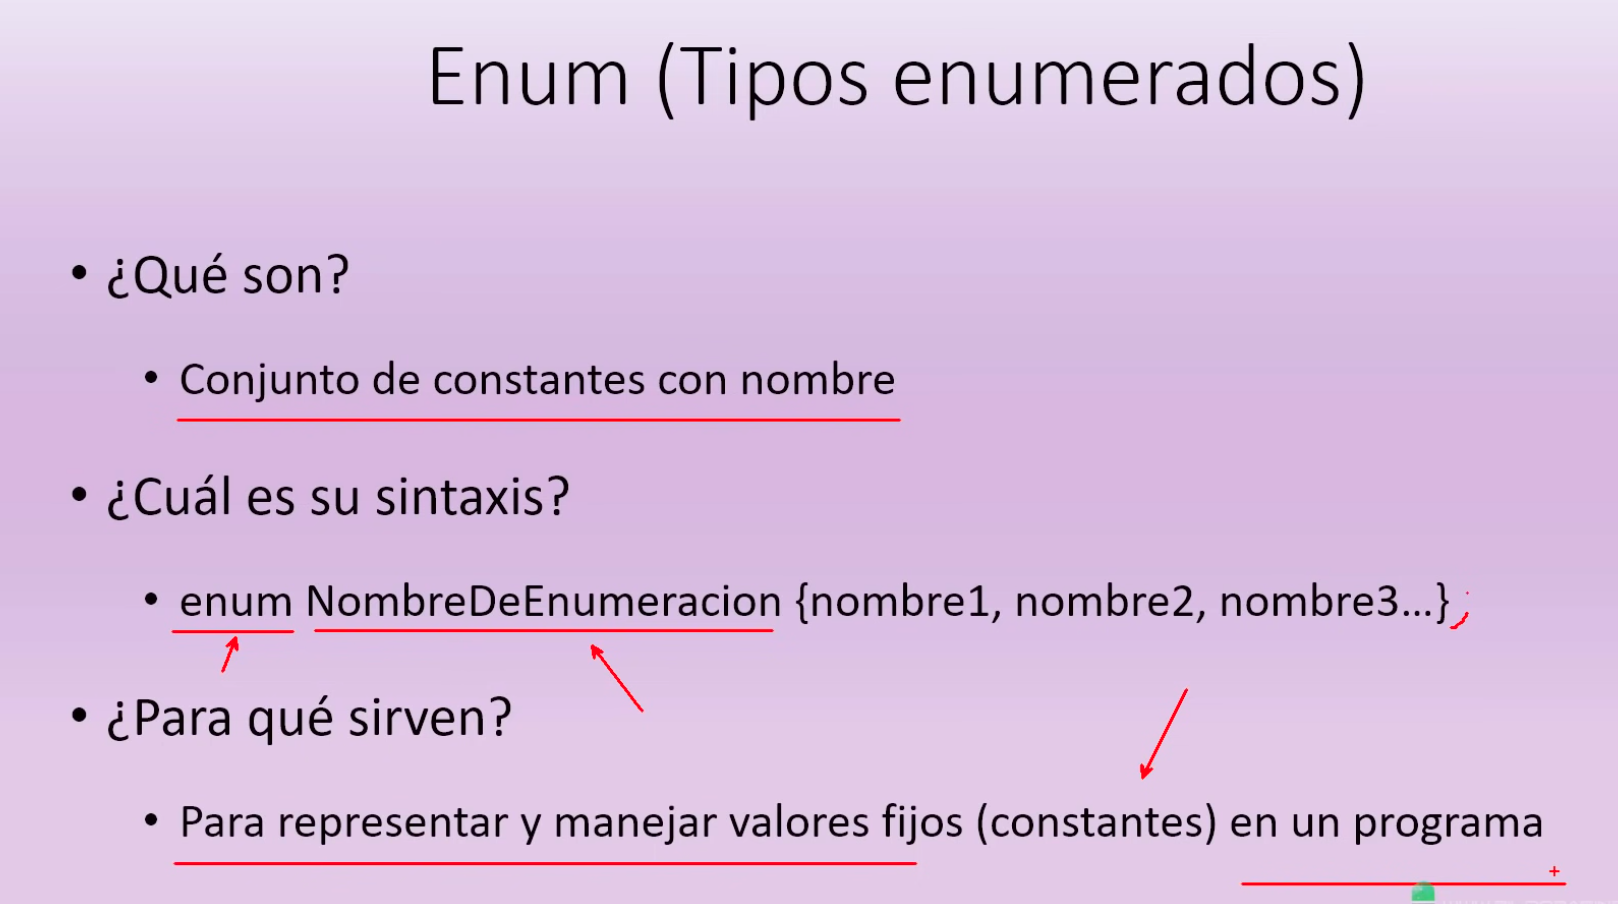 Enum (Tipos enumerados)
• ¿Qué son?
• Conjunto de constantes con nombre
• ¿Cuál es su sintaxis?
• enum NombreDeEnumeracion {nombre1, nombre2, nombre3...} ;
• ¿Para qué sirven?
• Para representar y manejar valores fijos (constantes) en un programa